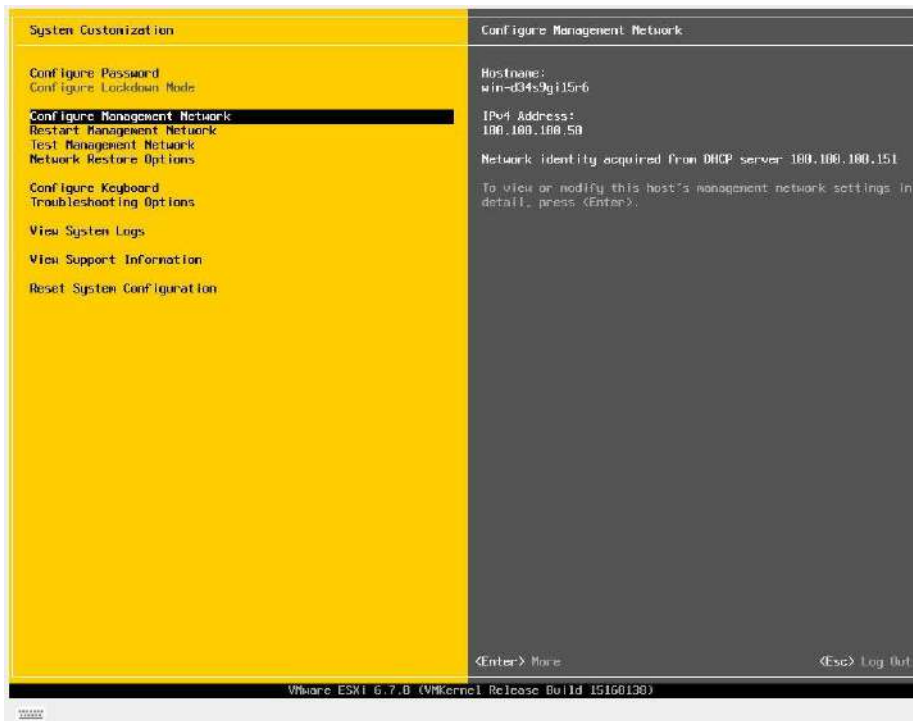 System Customization
Configure Password
Configure Lockdown Mode
Configure Management Network
Restart Management Network
Test Management Network
Network Restore Options
Configure Keyboard
Troubleshooting Options
View System Logs
View Support Information
Reset System Configuration
Configure Management Network
Hostname:
win-d34s9gi15r6
IPv4 Address:
100.100.100.50
Network identity acquired from DHCP server 100.100.100.151
To view or modify this host's management network settings in
detail, press <Enter>.
<Enter> More
<Esc> Log Out
VMware ESXi 6.7.0 (VMKernel Release Build 15160138)